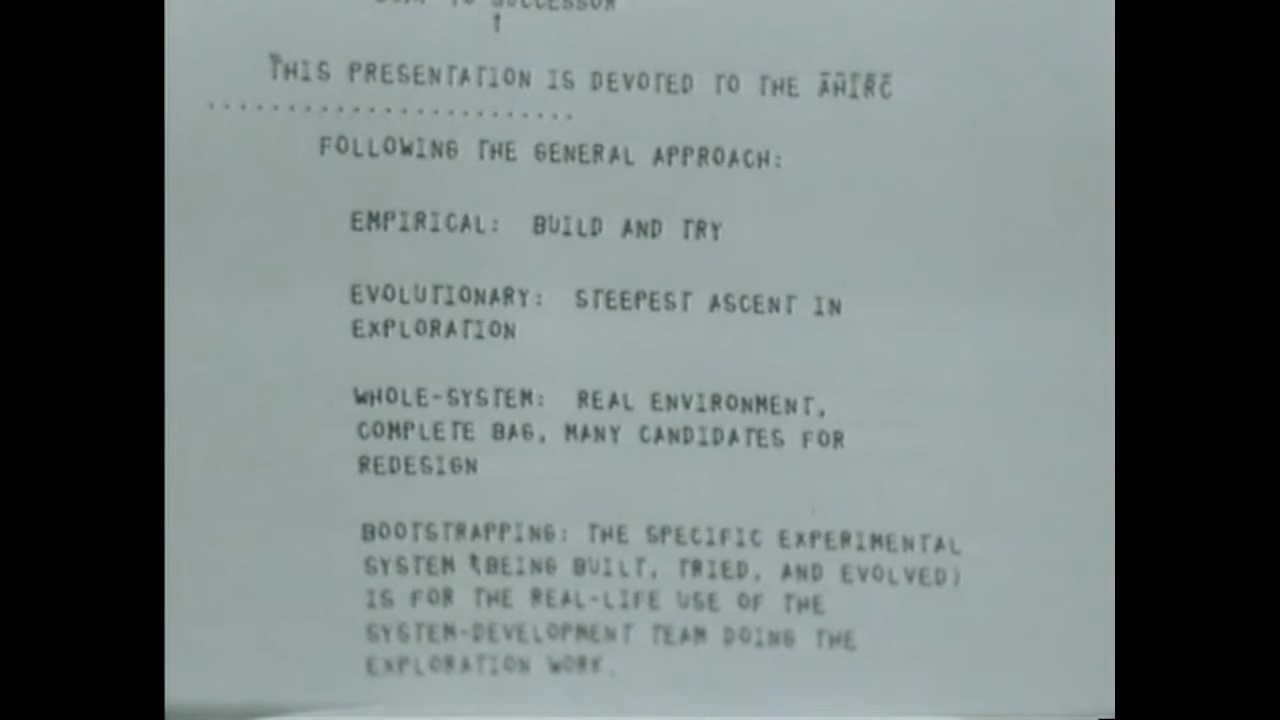 SUCCESSOR
↑
THIS PRESENTATION IS DEVOTED TO THE AHIRC
........................
FOLLOWING THE GENERAL APPROACH:
EMPIRICAL: BUILD AND TRY
EVOLUTIONARY: STEEPEST ASCENT IN
EXPLORATION
WHOLE-SYSTEM: REAL ENVIRONMENT,
COMPLETE BAG, MANY CANDIDATES FOR
REDESIGN
BOOTSTRAPPING: THE SPECIFIC EXPERIMENTAL
SYSTEM (BEING BUILT, TRIED, AND EVOLVED)
IS FOR THE REAL-LIFE USE OF THE
SYSTEM-DEVELOPMENT TEAM DOING THE
EXPLORATION WORK.